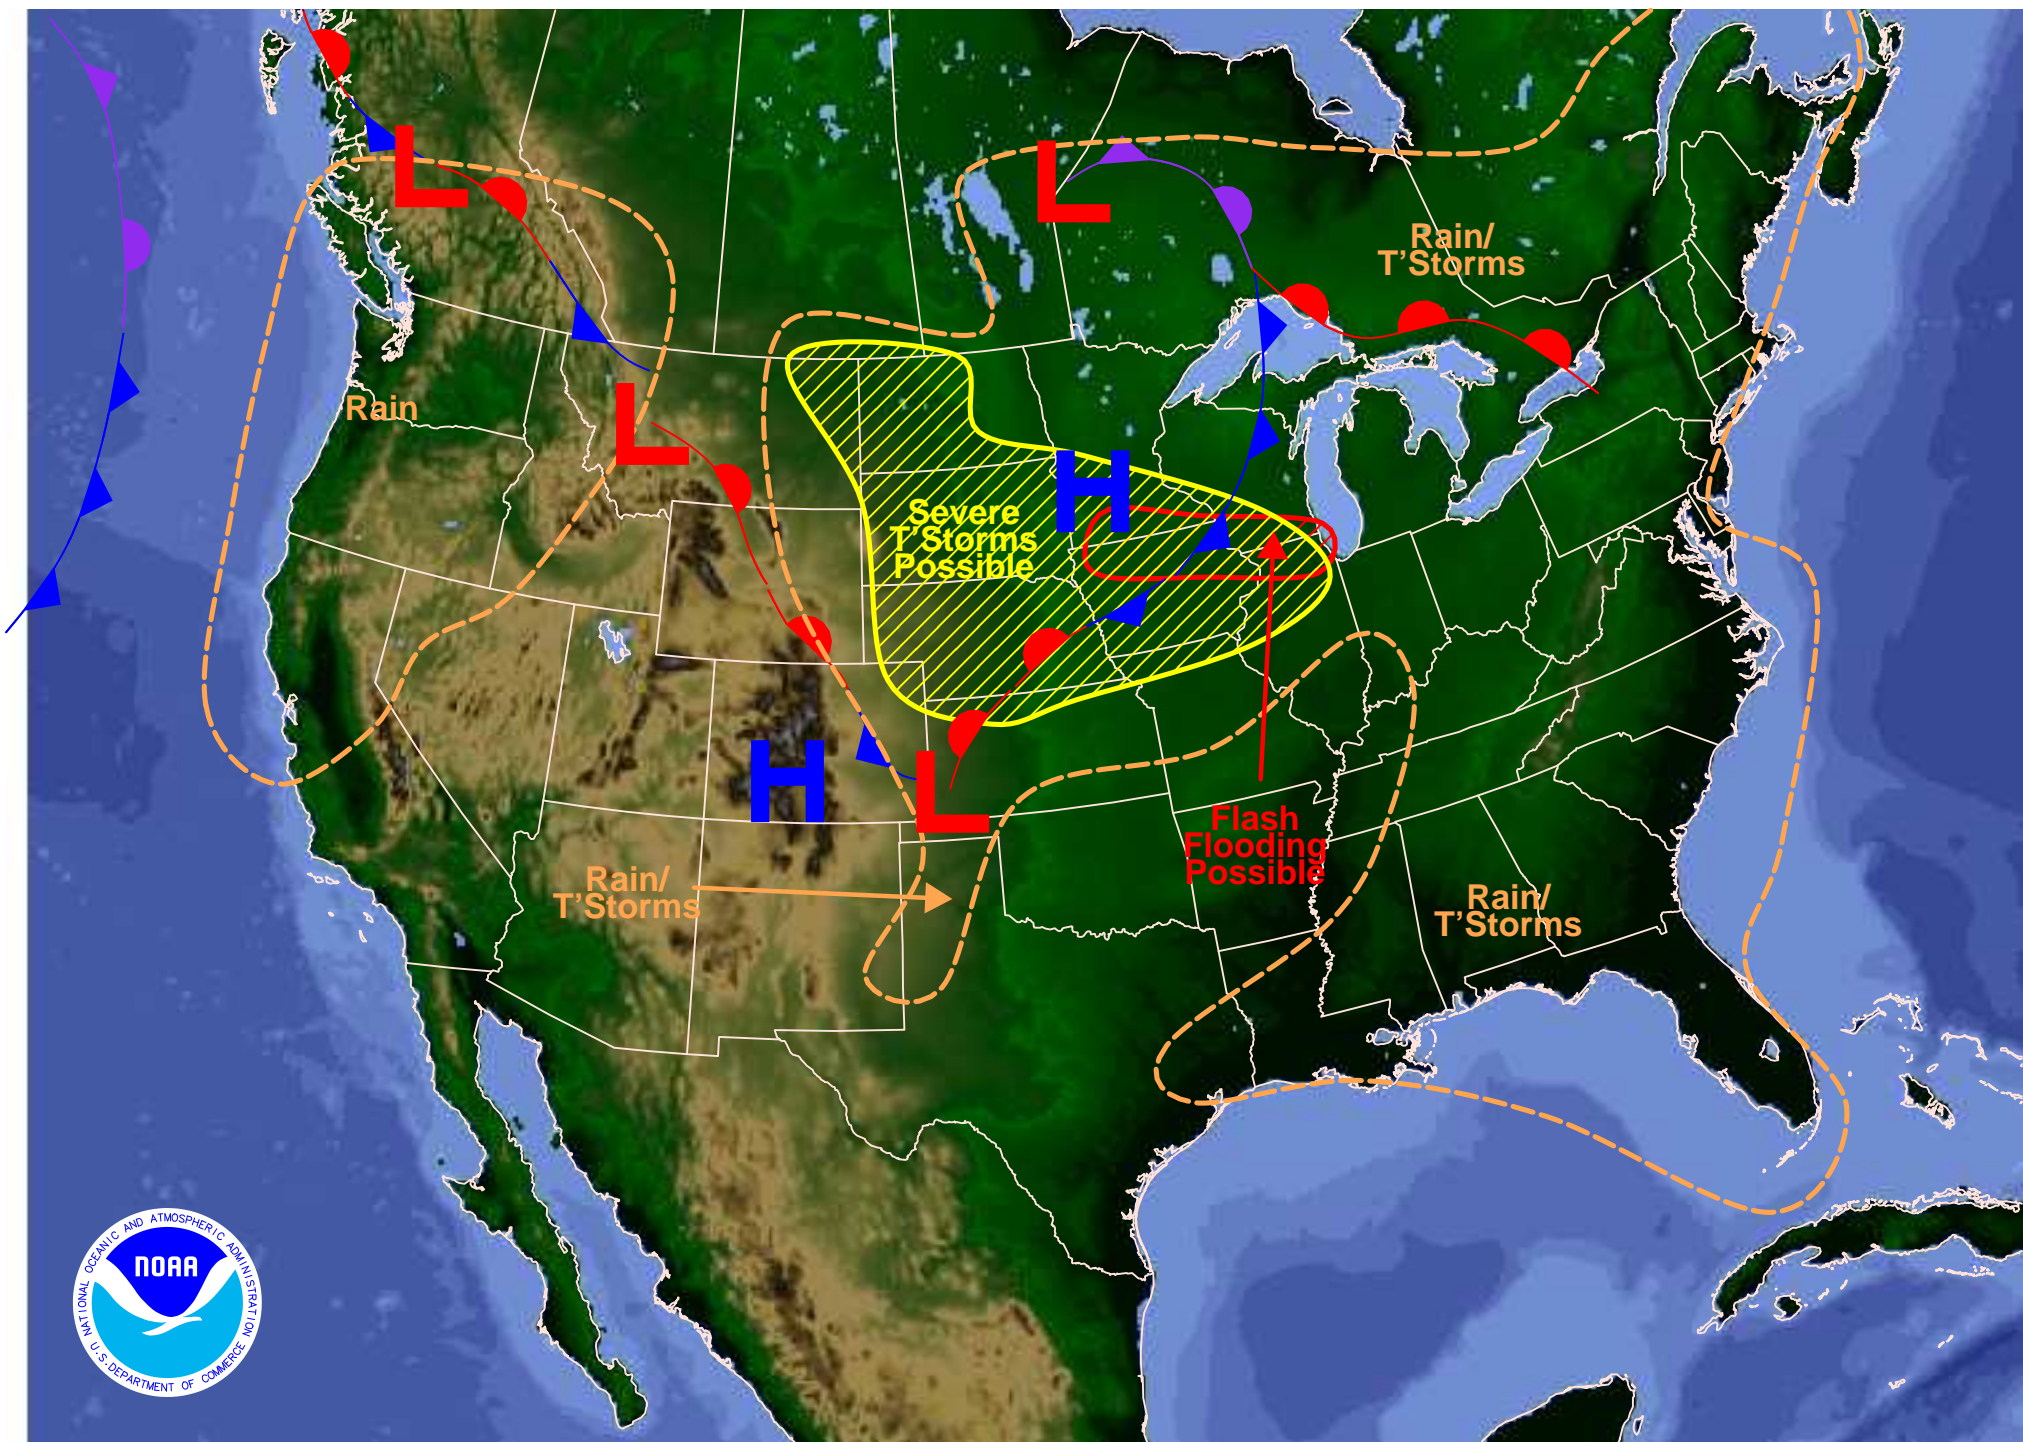 L
L
Rain/
T'Storms
Rain
L
H
Severe
T'Storms
Possible
H
L
Flash
Flooding
Possible
Rain/
T'Storms
Rain/
T'Storms
NATIONAL OCEANIC AND ATMOSPHERIC ADMINISTRATION
NOAA
U.S. DEPARTMENT OF COMMERCE